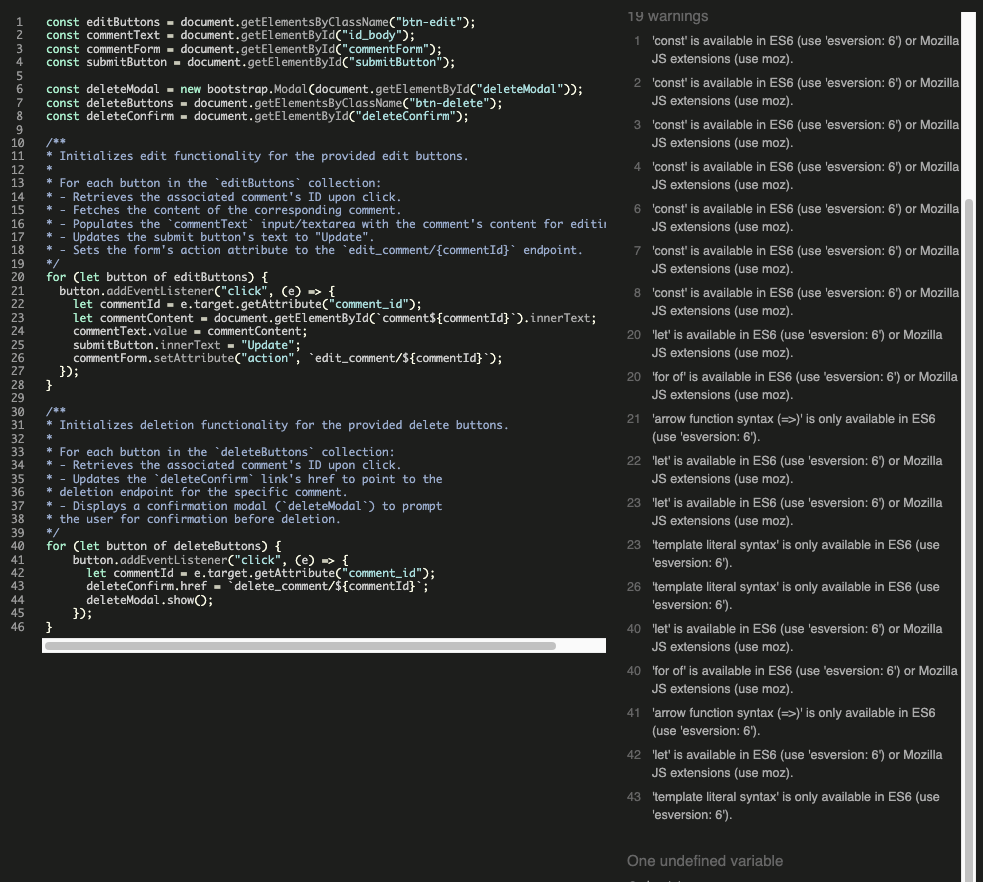 1 const editButtons = document.getElementsByClassName("btn-edit");
2 const commentText = document.getElementById("id_body");
3 const commentForm = document.getElementById("commentForm");
4 const submitButton = document.getElementById("submitButton");
5
6 const deleteModal = new bootstrap.Modal(document.getElementById("deleteModal"));
7 const deleteButtons = document.getElementsByClassName("btn-delete");
8 const deleteConfirm = document.getElementById("deleteConfirm");
9
10 /**
11 * Initializes edit functionality for the provided edit buttons.
12 *
13 * For each button in the `editButtons` collection:
14 * - Retrieves the associated comment's ID upon click.
15 * - Fetches the content of the corresponding comment.
16 * - Populates the `commentText` input/textarea with the comment's content for editi
17 * - Updates the submit button's text to "Update".
18 * - Sets the form's action attribute to the `edit_comment/{commentId}` endpoint.
19 */
20 for (let button of editButtons) {
21   button.addEventListener("click", (e) => {
22     let commentId = e.target.getAttribute("comment_id");
23     let commentContent = document.getElementById(`comment${commentId}`).innerText;
24     commentText.value = commentContent;
25     submitButton.innerText = "Update";
26     commentForm.setAttribute("action", `edit_comment/${commentId}`);
27   });
28 }
29
30 /**
31 * Initializes deletion functionality for the provided delete buttons.
32 *
33 * For each button in the `deleteButtons` collection:
34 * - Retrieves the associated comment's ID upon click.
35 * - Updates the `deleteConfirm` link's href to point to the
36 * deletion endpoint for the specific comment.
37 * - Displays a confirmation modal (`deleteModal`) to prompt
38 * the user for confirmation before deletion.
39 */
40 for (let button of deleteButtons) {
41     button.addEventListener("click", (e) => {
42       let commentId = e.target.getAttribute("comment_id");
43       deleteConfirm.href = `delete_comment/${commentId}`;
44       deleteModal.show();
45     });
46 }
19 warnings
1 'const' is available in ES6 (use 'esversion: 6') or Mozilla
JS extensions (use moz).
2 'const' is available in ES6 (use 'esversion: 6') or Mozilla
JS extensions (use moz).
3 'const' is available in ES6 (use 'esversion: 6') or Mozilla
JS extensions (use moz).
4 'const' is available in ES6 (use 'esversion: 6') or Mozilla
JS extensions (use moz).
6 'const' is available in ES6 (use 'esversion: 6') or Mozilla
JS extensions (use moz).
7 'const' is available in ES6 (use 'esversion: 6') or Mozilla
JS extensions (use moz).
8 'const' is available in ES6 (use 'esversion: 6') or Mozilla
JS extensions (use moz).
20 'let' is available in ES6 (use 'esversion: 6') or Mozilla
JS extensions (use moz).
20 'for of' is available in ES6 (use 'esversion: 6') or Mozilla
JS extensions (use moz).
21 'arrow function syntax (=>)' is only available in ES6
(use 'esversion: 6').
22 'let' is available in ES6 (use 'esversion: 6') or Mozilla
JS extensions (use moz).
23 'let' is available in ES6 (use 'esversion: 6') or Mozilla
JS extensions (use moz).
23 'template literal syntax' is only available in ES6 (use
'esversion: 6').
26 'template literal syntax' is only available in ES6 (use
'esversion: 6').
40 'let' is available in ES6 (use 'esversion: 6') or Mozilla
JS extensions (use moz).
40 'for of' is available in ES6 (use 'esversion: 6') or Mozilla
JS extensions (use moz).
41 'arrow function syntax (=>)' is only available in ES6
(use 'esversion: 6').
42 'let' is available in ES6 (use 'esversion: 6') or Mozilla
JS extensions (use moz).
43 'template literal syntax' is only available in ES6 (use
'esversion: 6').
One undefined variable